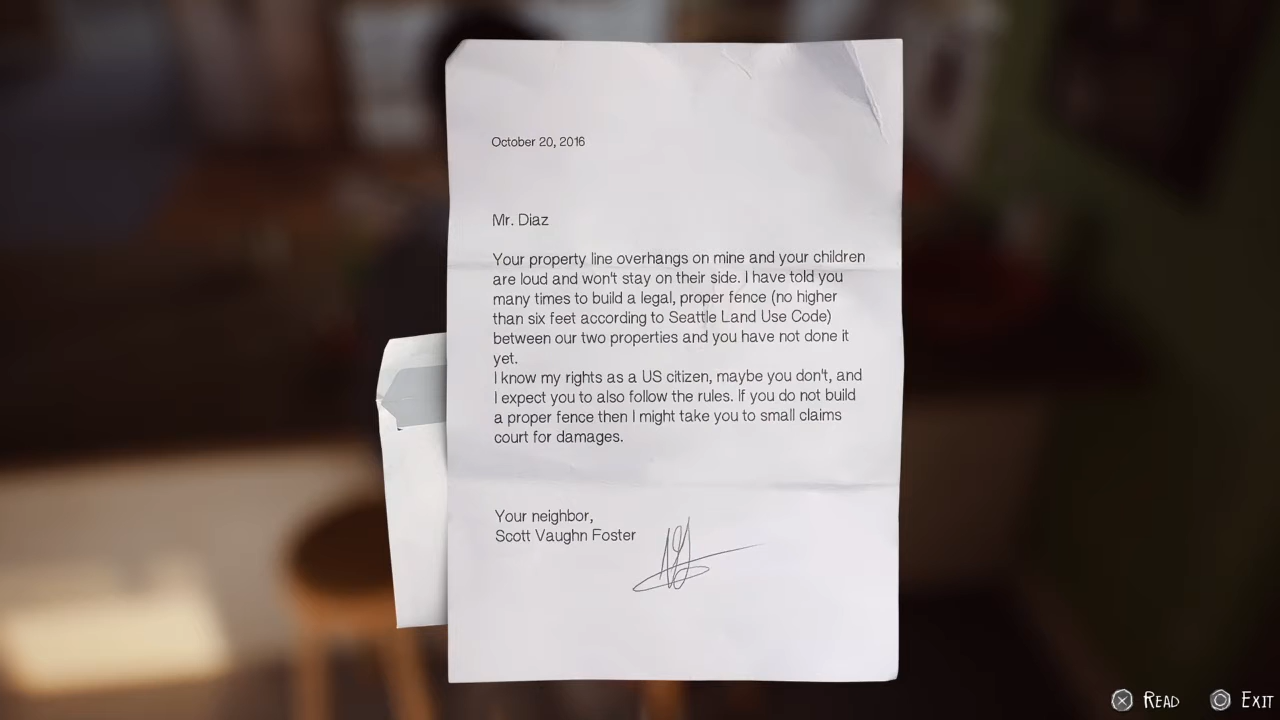 October 20, 2016
Mr. Diaz
Your property line overhangs on mine and your children
are loud and won't stay on their side. I have told you
many times to build a legal, proper fence (no higher
than six feet according to Seattle Land Use Code)
between our two properties and you have not done it
yet.
I know my rights as a US citizen, maybe you don't, and
I expect you to also follow the rules. If you do not build
a proper fence then I might take you to small claims
court for damages.
Your neighbor,
Scott Vaughn Foster
READ
EXIT